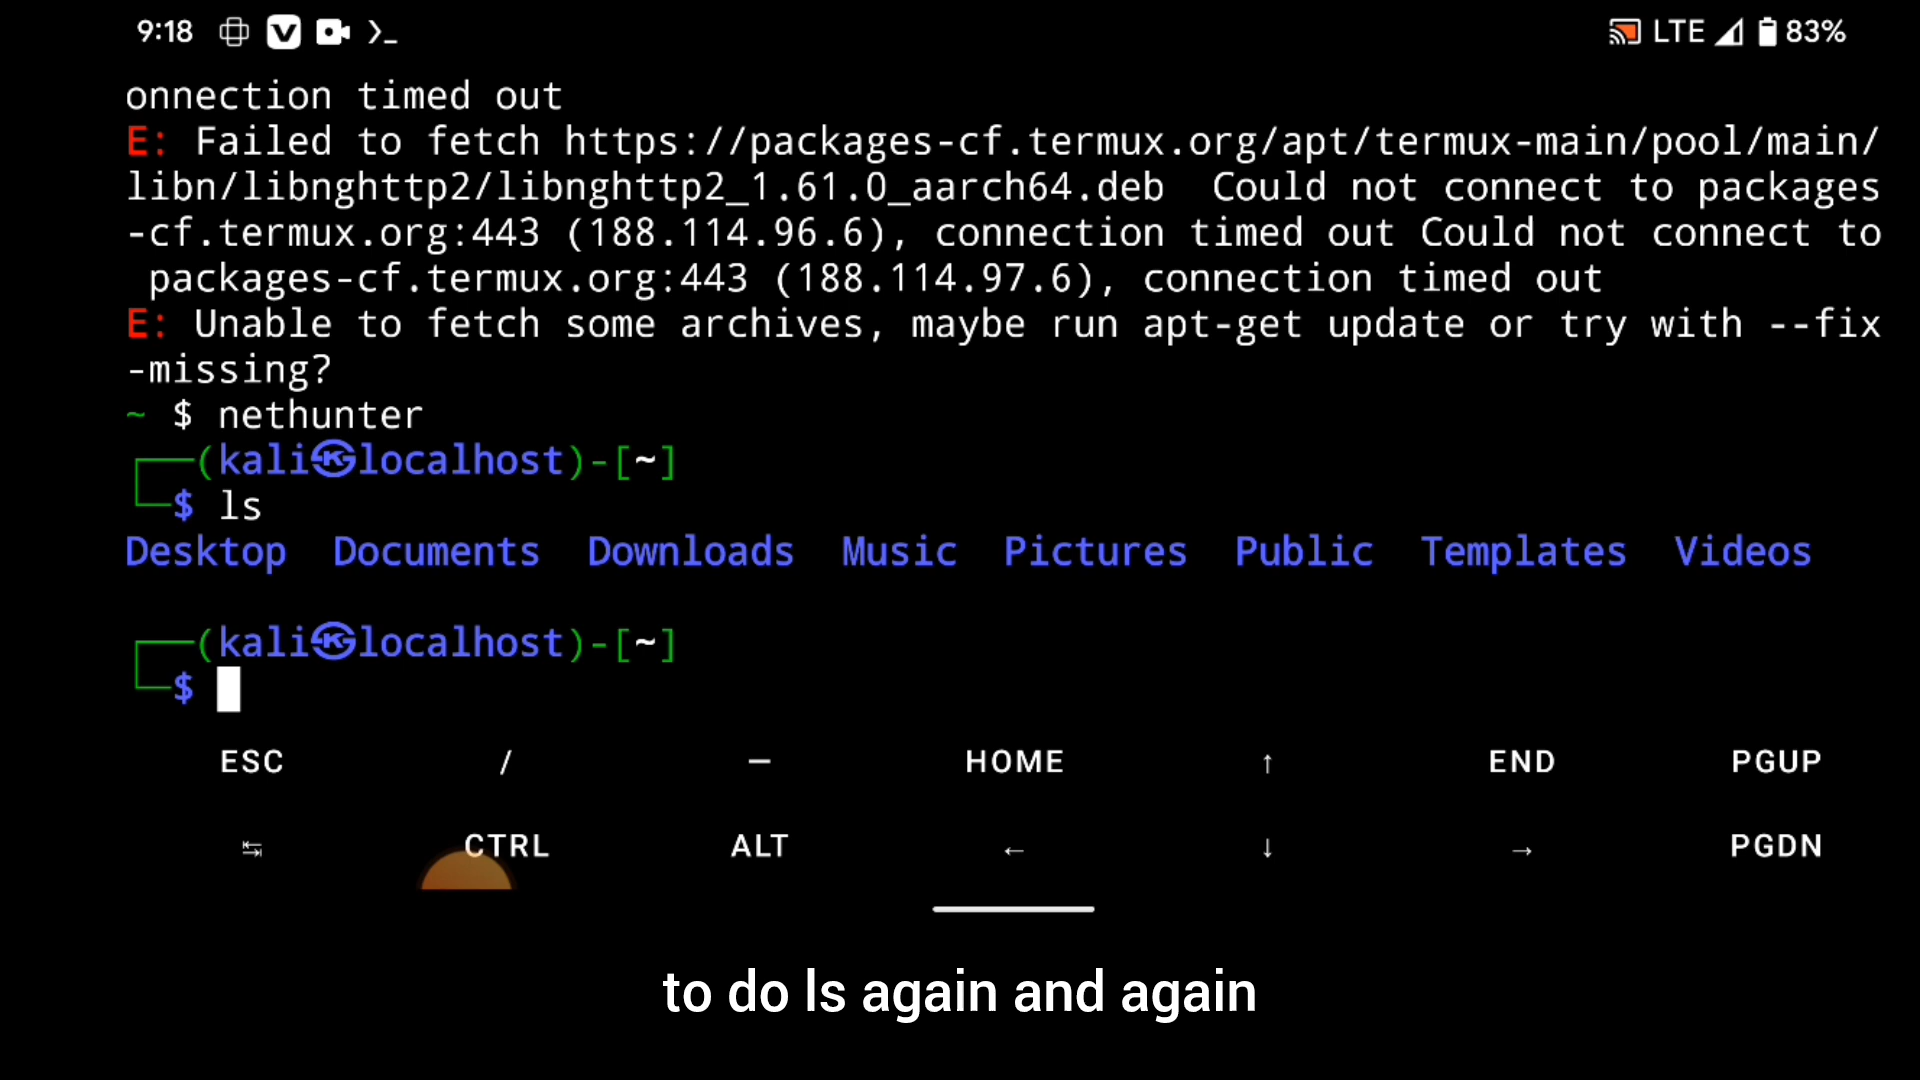 9:18 LTE 83%
onnection timed out
E: Failed to fetch https://packages-cf.termux.org/apt/termux-main/pool/main/
libn/libnghttp2/libnghttp2_1.61.0_aarch64.deb  Could not connect to packages
-cf.termux.org:443 (188.114.96.6), connection timed out Could not connect to
 packages-cf.termux.org:443 (188.114.97.6), connection timed out
E: Unable to fetch some archives, maybe run apt-get update or try with --fix
-missing?
~ $ nethunter
┌──(kali㉿localhost)-[~]
└─$ ls
Desktop  Documents  Downloads  Music  Pictures  Public  Templates  Videos
┌──(kali㉿localhost)-[~]
└─$
ESC / — HOME ↑ END PGUP
↹ CTRL ALT ← ↓ → PGDN
to do ls again and again